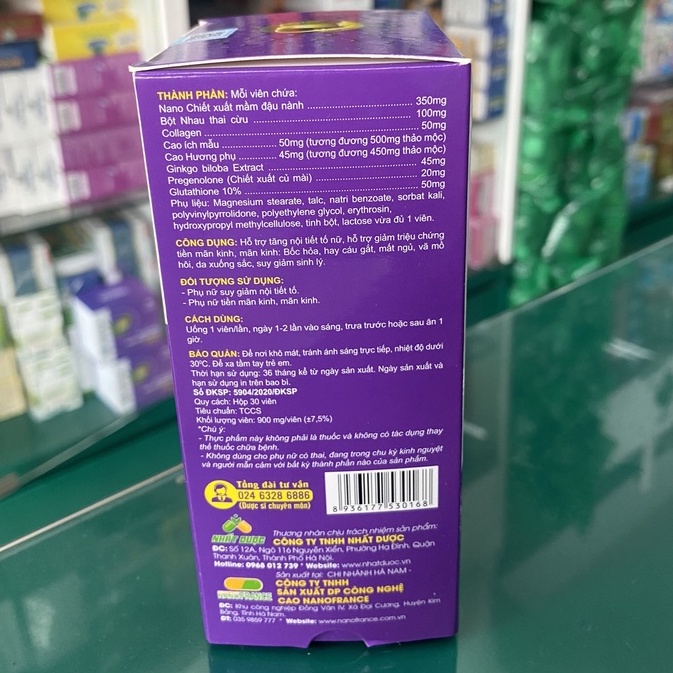 THÀNH PHẦN: Mỗi viên chứa:
Nano Chiết xuất mầm đậu nành ........................ 350mg
Bột Nhau thai cừu ........................ 100mg
Collagen ........................ 50mg
Cao ích mẫu ............ 50mg (tương đương 500mg thảo mộc)
Cao Hương phụ ............ 45mg (tương đương 450mg thảo mộc)
Ginkgo biloba Extract ........................ 45mg
Pregenolone (Chiết xuất củ mài) ........................ 20mg
Glutathione 10% ........................ 50mg
Phụ liệu: Magnesium stearate, talc, natri benzoate, sorbat kali,
polyvinylpyrrolidone, polyethylene glycol, erythrosin,
hydroxypropyl methylcellulose, tinh bột, lactose vừa đủ 1 viên.
CÔNG DỤNG: Hỗ trợ tăng nội tiết tố nữ, hỗ trợ giảm triệu chứng
tiền mãn kinh, mãn kinh: Bốc hỏa, hay cáu gắt, mất ngủ, vã mồ
hôi, da xuống sắc, suy giảm sinh lý.
ĐỐI TƯỢNG SỬ DỤNG:
- Phụ nữ suy giảm nội tiết tố.
- Phụ nữ tiền mãn kinh, mãn kinh.
CÁCH DÙNG:
Uống 1 viên/lần, ngày 1-2 lần vào sáng, trưa trước hoặc sau ăn 1
giờ.
BẢO QUẢN: Để nơi khô mát, tránh ánh sáng trực tiếp, nhiệt độ dưới
30ºC. Để xa tầm tay trẻ em.
Thời hạn sử dụng: 36 tháng kể từ ngày sản xuất. Ngày sản xuất và
hạn sử dụng in trên bao bì.
Số ĐKSP: 5904/2020/ĐKSP
Quy cách: Hộp 30 viên
Tiêu chuẩn: TCCS
Khối lượng viên: 900 mg/viên (±7,5%)
*Chú ý:
- Thực phẩm này không phải là thuốc và không có tác dụng thay
thế thuốc chữa bệnh.
- Không dùng cho phụ nữ có thai, đang trong chu kỳ kinh nguyệt
và người mẫn cảm với bất kỳ thành phần nào của sản phẩm.
Tổng đài tư vấn
024 6328 6886
(Dược sĩ chuyên môn)
8 936177 530168
NHẤT DƯỢC
Thương nhân chịu trách nhiệm sản phẩm:
CÔNG TY TNHH NHẤT DƯỢC
ĐC: Số 12A, Ngõ 116 Nguyễn Xiển, Phường Hạ Đình, Quận
Thanh Xuân, Thành Phố Hà Nội.
Hotline: 0968 012 739 * Website: www.nhatduoc.vn
Sản xuất tại: CHI NHÁNH HÀ NAM -
CÔNG TY TNHH
SẢN XUẤT DP CÔNG NGHỆ
CAO NANOFRANCE
NANOFRANCE
ĐC: Khu công nghiệp Đồng Văn IV, Xã Đại Cương, Huyện Kim
Bảng, Tỉnh Hà Nam.
ĐT: 035 9859 777 * Website: www.nanofrance.com.vn